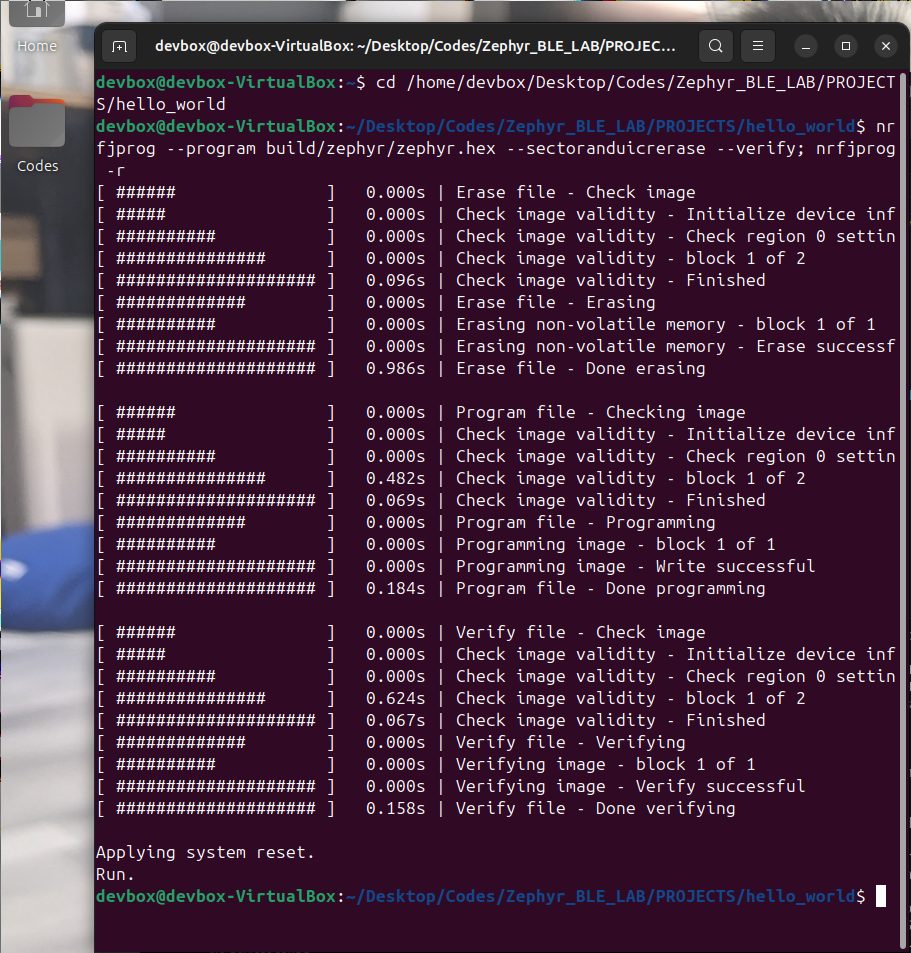 Home
Codes
devbox@devbox-VirtualBox: ~/Desktop/Codes/Zephyr_BLE_LAB/PROJEC...
devbox@devbox-VirtualBox:~$ cd /home/devbox/Desktop/Codes/Zephyr_BLE_LAB/PROJECT
S/hello_world
devbox@devbox-VirtualBox:~/Desktop/Codes/Zephyr_BLE_LAB/PROJECTS/hello_world$ nr
fjprog --program build/zephyr/zephyr.hex --sectoranduicrerase --verify; nrfjprog
 -r
[ ######               ]   0.000s | Erase file - Check image
[ #####                ]   0.000s | Check image validity - Initialize device inf
[ ##########           ]   0.000s | Check image validity - Check region 0 settin
[ ###############      ]   0.000s | Check image validity - block 1 of 2
[ #################### ]   0.096s | Check image validity - Finished
[ #############        ]   0.000s | Erase file - Erasing
[ ##########           ]   0.000s | Erasing non-volatile memory - block 1 of 1
[ #################### ]   0.000s | Erasing non-volatile memory - Erase successf
[ #################### ]   0.986s | Erase file - Done erasing
[ ######               ]   0.000s | Program file - Checking image
[ #####                ]   0.000s | Check image validity - Initialize device inf
[ ##########           ]   0.000s | Check image validity - Check region 0 settin
[ ###############      ]   0.482s | Check image validity - block 1 of 2
[ #################### ]   0.069s | Check image validity - Finished
[ #############        ]   0.000s | Program file - Programming
[ ##########           ]   0.000s | Programming image - block 1 of 1
[ #################### ]   0.000s | Programming image - Write successful
[ #################### ]   0.184s | Program file - Done programming
[ ######               ]   0.000s | Verify file - Check image
[ #####                ]   0.000s | Check image validity - Initialize device inf
[ ##########           ]   0.000s | Check image validity - Check region 0 settin
[ ###############      ]   0.624s | Check image validity - block 1 of 2
[ #################### ]   0.067s | Check image validity - Finished
[ #############        ]   0.000s | Verify file - Verifying
[ ##########           ]   0.000s | Verifying image - block 1 of 1
[ #################### ]   0.000s | Verifying image - Verify successful
[ #################### ]   0.158s | Verify file - Done verifying
Applying system reset.
Run.
devbox@devbox-VirtualBox:~/Desktop/Codes/Zephyr_BLE_LAB/PROJECTS/hello_world$